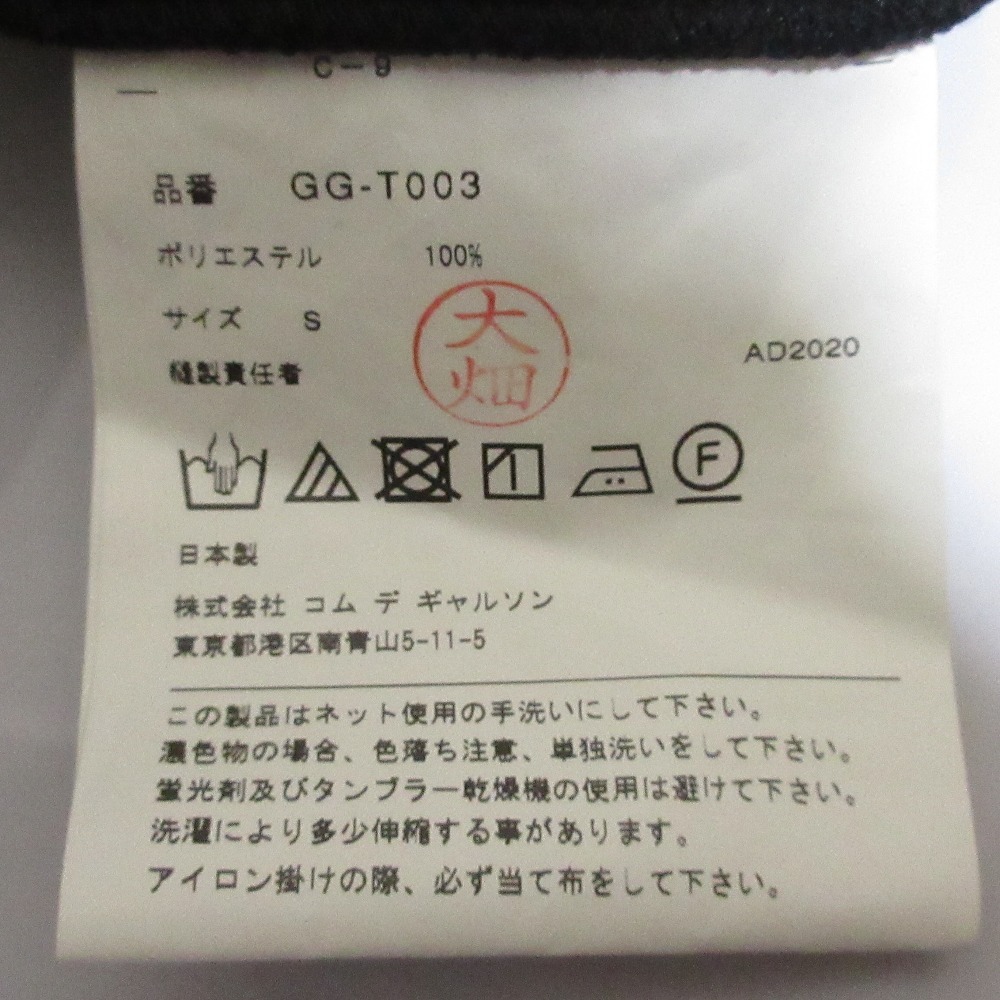 C-9
品番 GG-T003
ポリエステル 100%
サイズ S
縫製責任者
大畑
AD2020
F
日本製
株式会社 コム デ ギャルソン
東京都港区南青山5-11-5
この製品はネット使用の手洗いにして下さい。
濃色物の場合、色落ち注意、単独洗いをして下さい。
蛍光剤及びタンブラー乾燥機の使用は避けて下さい。
洗濯により多少伸縮する事があります。
アイロン掛けの際、必ず当て布をして下さい。